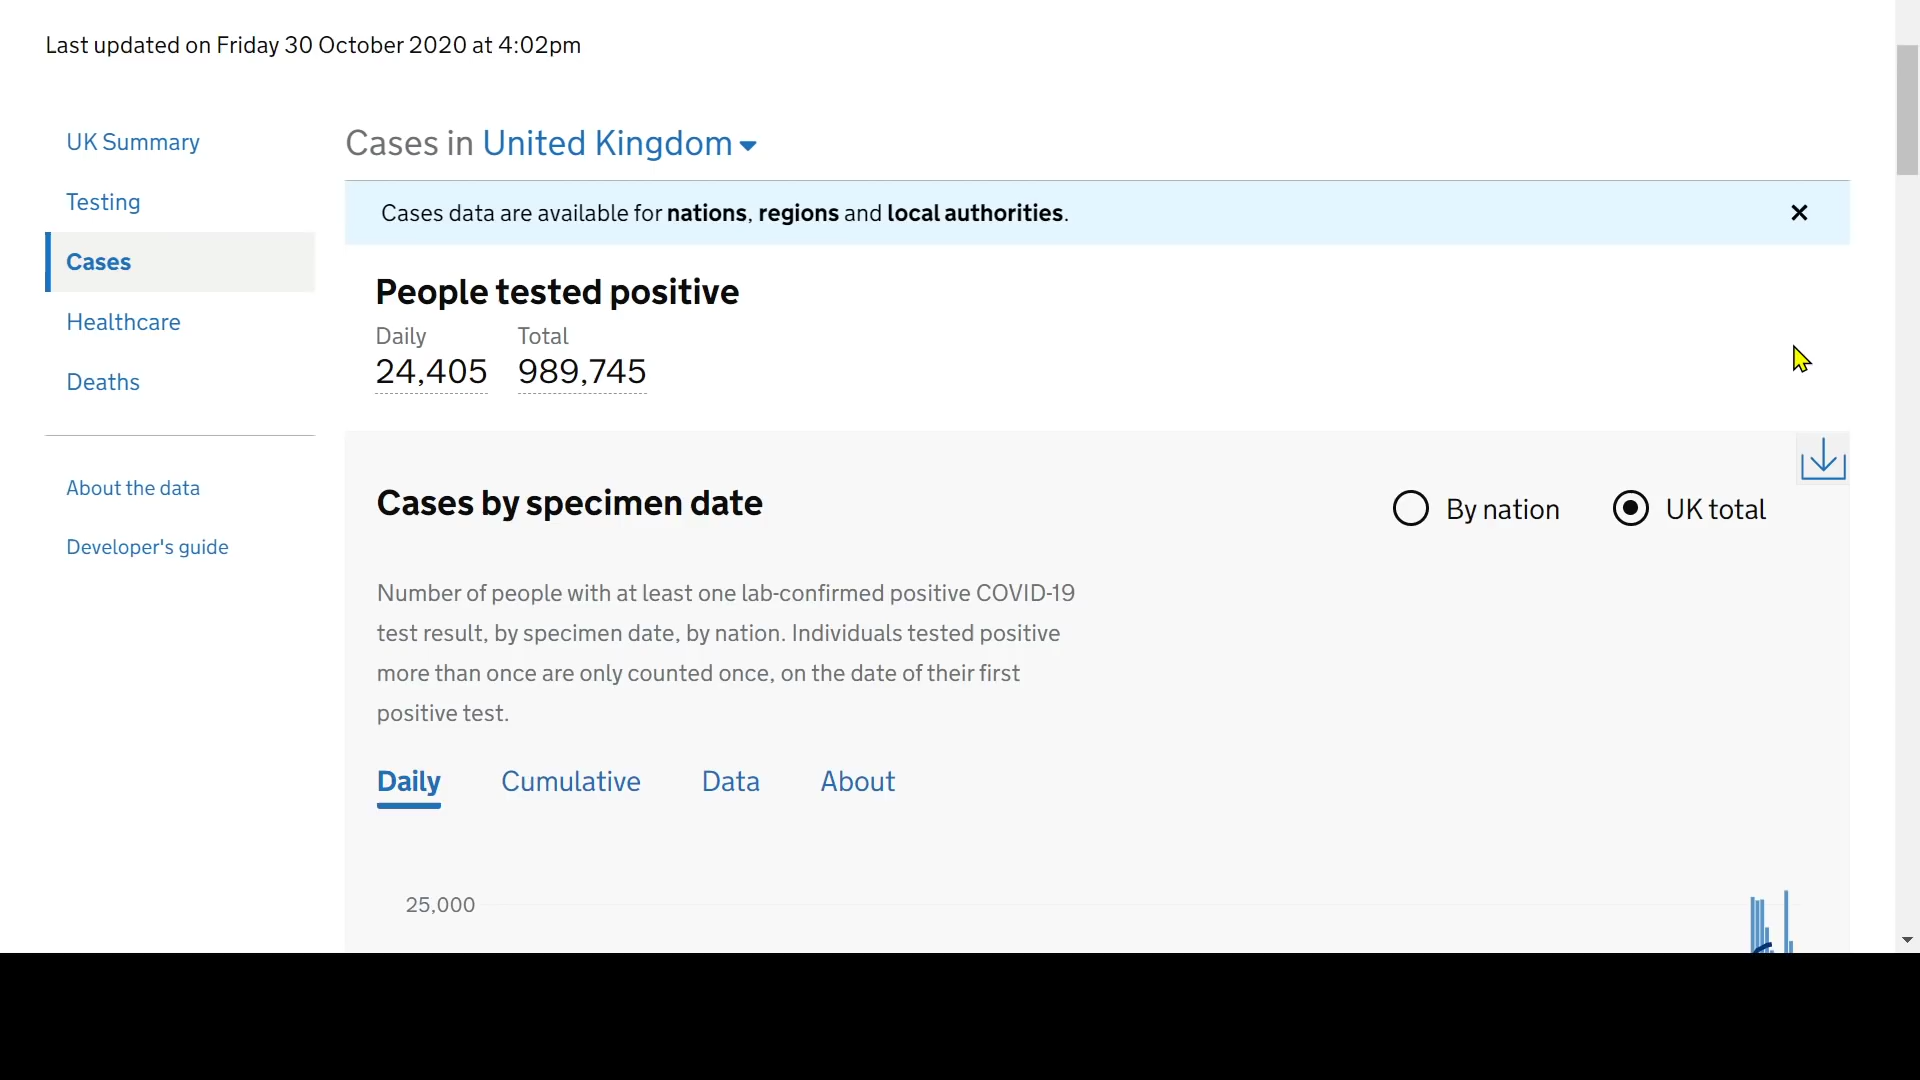 Last updated on Friday 30 October 2020 at 4:02pm
UK Summary
Testing
Cases
Healthcare
Deaths
About the data
Developer's guide
Cases in United Kingdom
Cases data are available for nations, regions and local authorities.
People tested positive
Daily Total
24,405 989,745
Cases by specimen date
By nation UK total
Number of people with at least one lab-confirmed positive COVID-19
test result, by specimen date, by nation. Individuals tested positive
more than once are only counted once, on the date of their first
positive test.
Daily Cumulative Data About
25,000